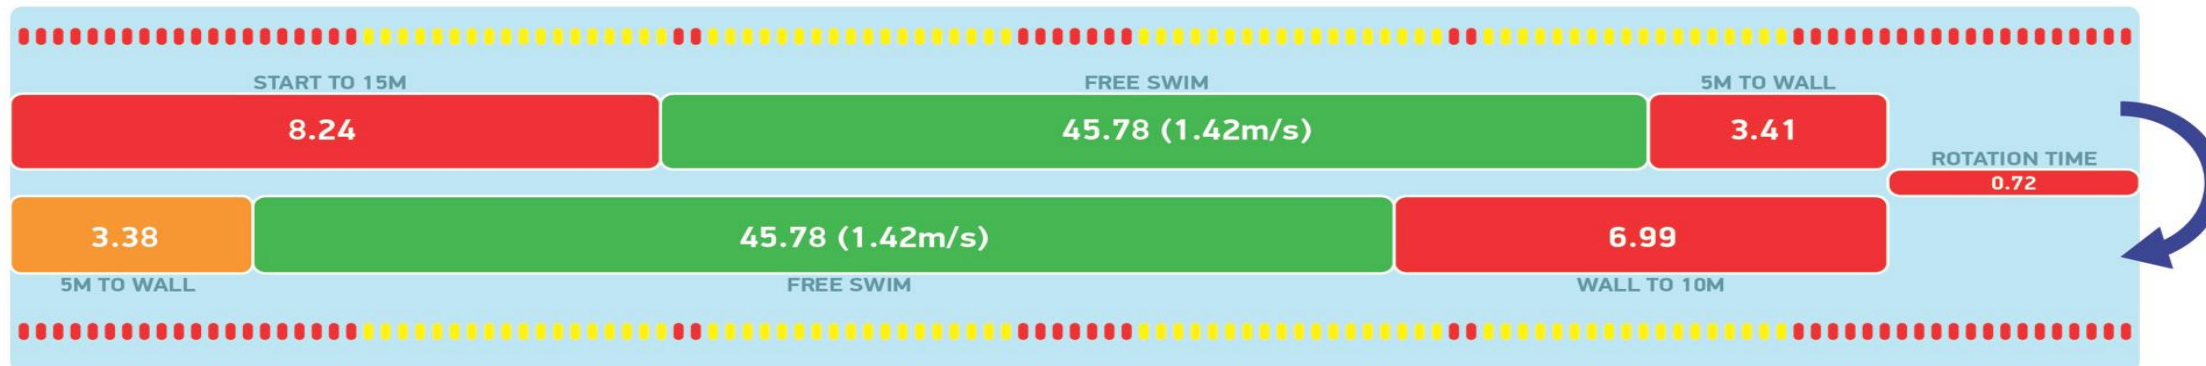 START TO 15M
FREE SWIM
5M TO WALL
8.24
45.78 (1.42m/s)
3.41
ROTATION TIME
0.72
3.38
45.78 (1.42m/s)
6.99
5M TO WALL
FREE SWIM
WALL TO 10M